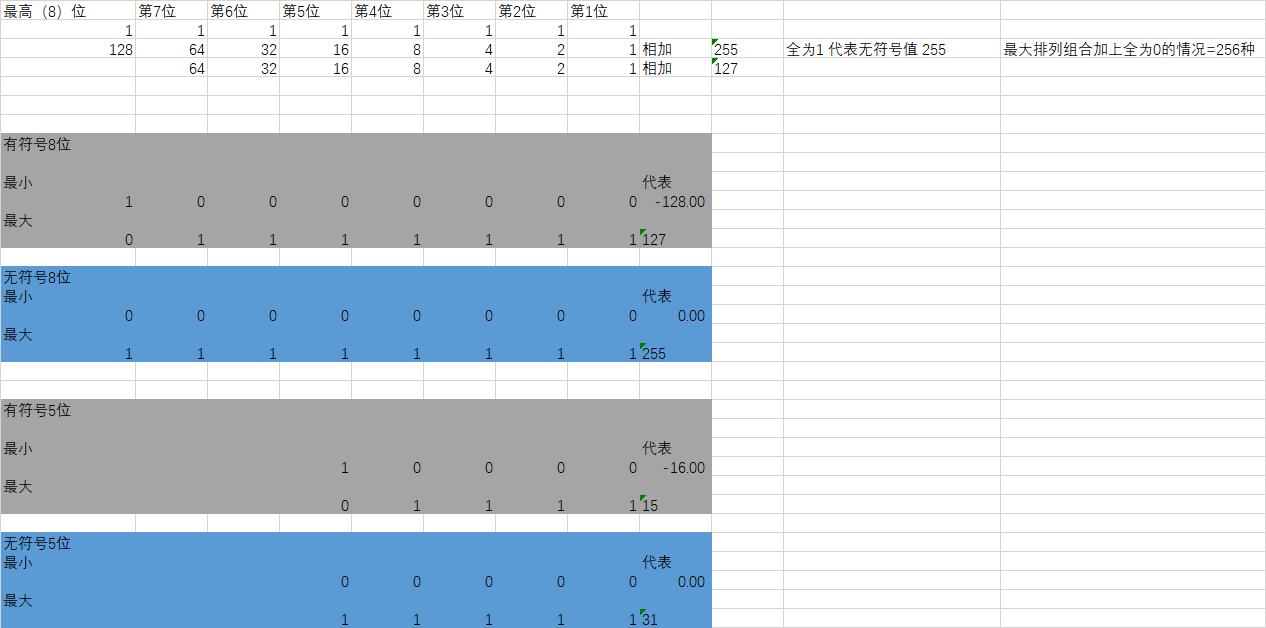 最高（8）位 第7位 第6位 第5位 第4位 第3位 第2位 第1位
1 1 1 1 1 1 1 1
128 64 32 16 8 4 2 1 相加 255 全为1 代表无符号值 255 最大排列组合加上全为0的情况=256种
64 32 16 8 4 2 1 相加 127
有符号8位
最小 代表
1 0 0 0 0 0 0 0 -128.00
最大
0 1 1 1 1 1 1 1 127
无符号8位
最小 代表
0 0 0 0 0 0 0 0 0.00
最大
1 1 1 1 1 1 1 1 255
有符号5位
最小 代表
1 0 0 0 0 -16.00
最大
0 1 1 1 1 15
无符号5位
最小 代表
0 0 0 0 0 0.00
最大
1 1 1 1 1 31